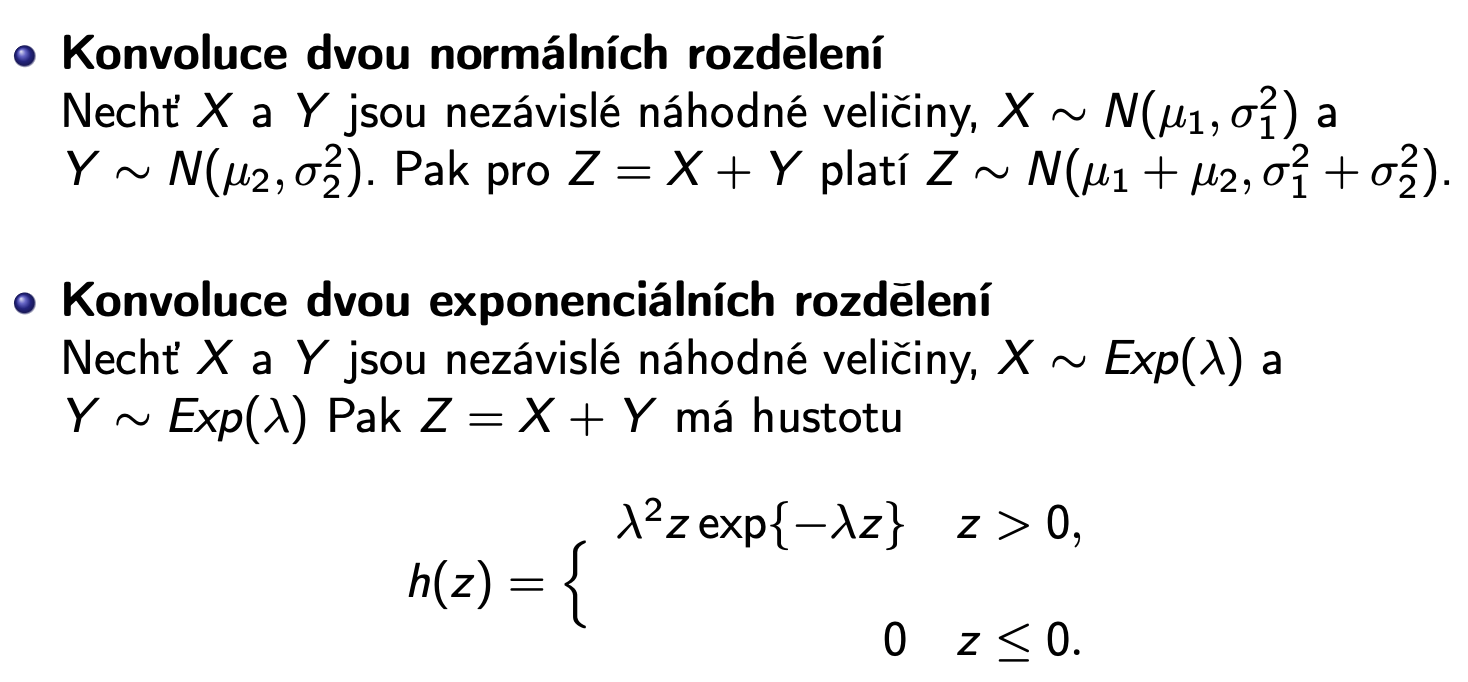 • Konvoluce dvou normálních rozdělení
Nechť X a Y jsou nezávislé náhodné veličiny, X ∼ N(μ₁, σ₁²) a
Y ∼ N(μ₂, σ₂²). Pak pro Z = X + Y platí Z ∼ N(μ₁ + μ₂, σ₁² + σ₂²).
• Konvoluce dvou exponenciálních rozdělení
Nechť X a Y jsou nezávislé náhodné veličiny, X ∼ Exp(λ) a
Y ∼ Exp(λ) Pak Z = X + Y má hustotu
λ²z exp{−λz} z > 0,
h(z) = {
0 z ≤ 0.